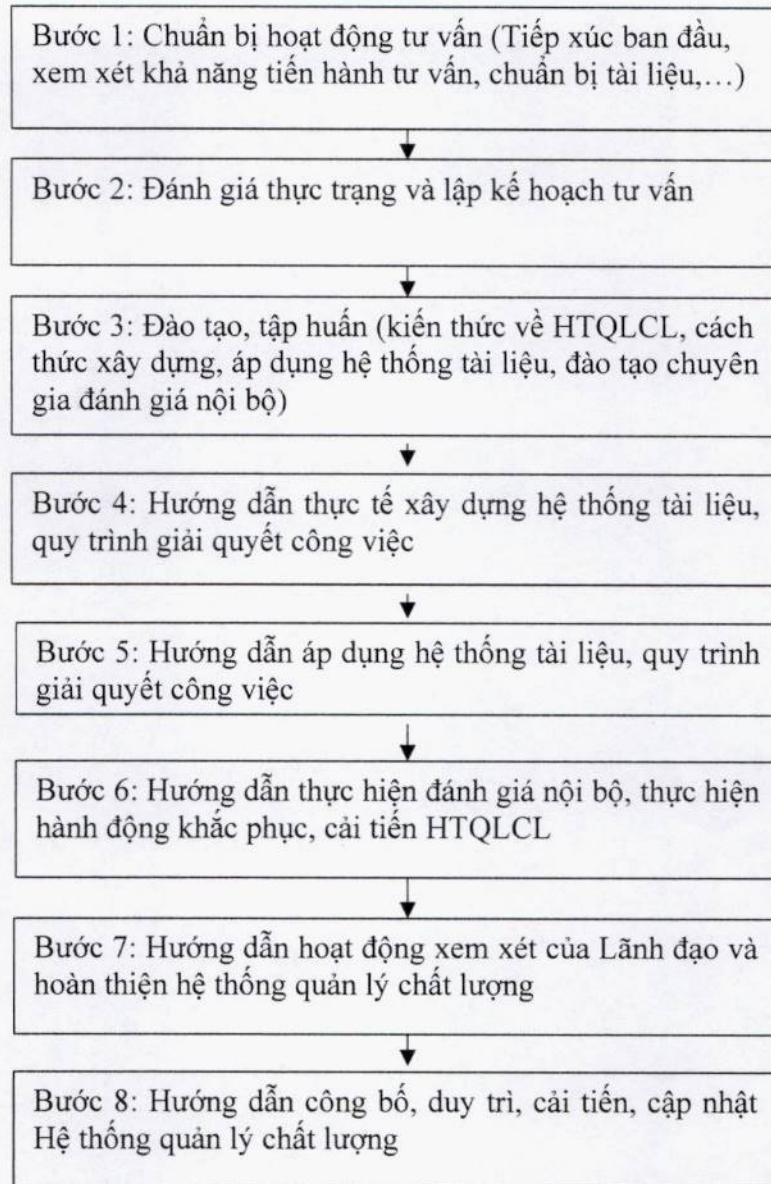 Bước 1: Chuẩn bị hoạt động tư vấn (Tiếp xúc ban đầu,
xem xét khả năng tiến hành tư vấn, chuẩn bị tài liệu,…)
Bước 2: Đánh giá thực trạng và lập kế hoạch tư vấn
Bước 3: Đào tạo, tập huấn (kiến thức về HTQLCL, cách
thức xây dựng, áp dụng hệ thống tài liệu, đào tạo chuyên
gia đánh giá nội bộ)
Bước 4: Hướng dẫn thực tế xây dựng hệ thống tài liệu,
quy trình giải quyết công việc
Bước 5: Hướng dẫn áp dụng hệ thống tài liệu, quy trình
giải quyết công việc
Bước 6: Hướng dẫn thực hiện đánh giá nội bộ, thực hiện
hành động khắc phục, cải tiến HTQLCL
Bước 7: Hướng dẫn hoạt động xem xét của Lãnh đạo và
hoàn thiện hệ thống quản lý chất lượng
Bước 8: Hướng dẫn công bố, duy trì, cải tiến, cập nhật
Hệ thống quản lý chất lượng